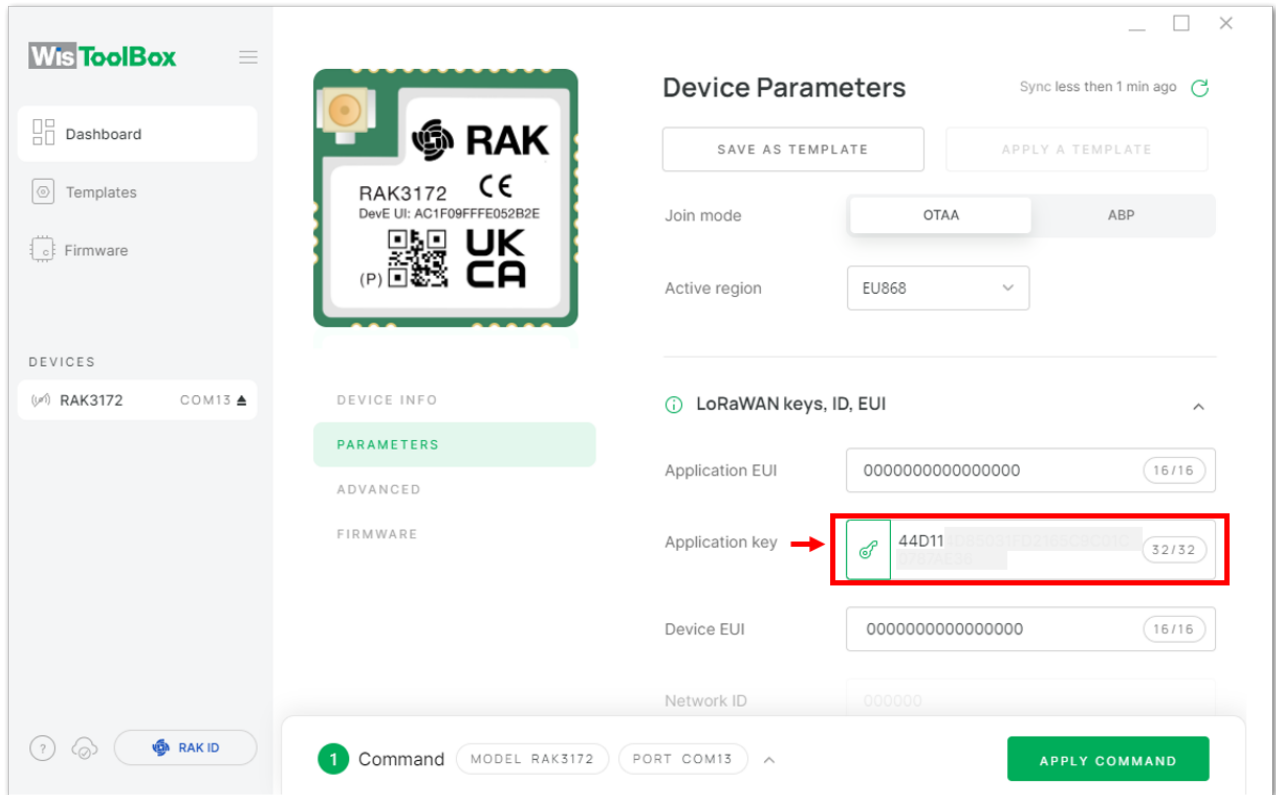 WisToolBox
Dashboard
Templates
Firmware
DEVICES
RAK3172 COM13
RAK ID
RAK
RAK3172 CE
DevE UI: AC1F09FFFE052B2E
(P)
UK
CA
DEVICE INFO
PARAMETERS
ADVANCED
FIRMWARE
Device Parameters
Sync less then 1 min ago
SAVE AS TEMPLATE APPLY A TEMPLATE
Join mode OTAA ABP
Active region EU868
LoRaWAN keys, ID, EUI
Application EUI 0000000000000000 16/16
Application key 44D11 32/32
Device EUI 0000000000000000 16/16
Network ID 000000
1 Command MODEL RAK3172 PORT COM13 APPLY COMMAND